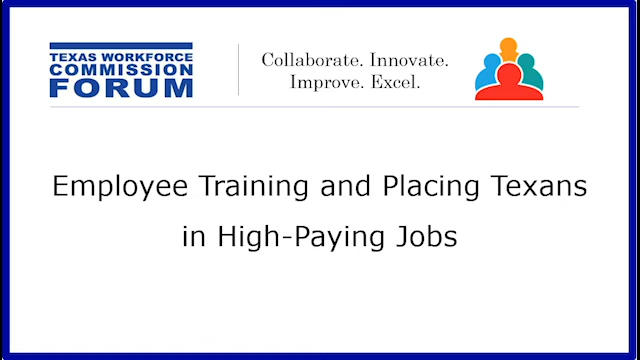 TEXAS WORKFORCE
COMMISSION
FORUM
Collaborate. Innovate.
Improve. Excel.
Employee Training and Placing Texans
in High-Paying Jobs